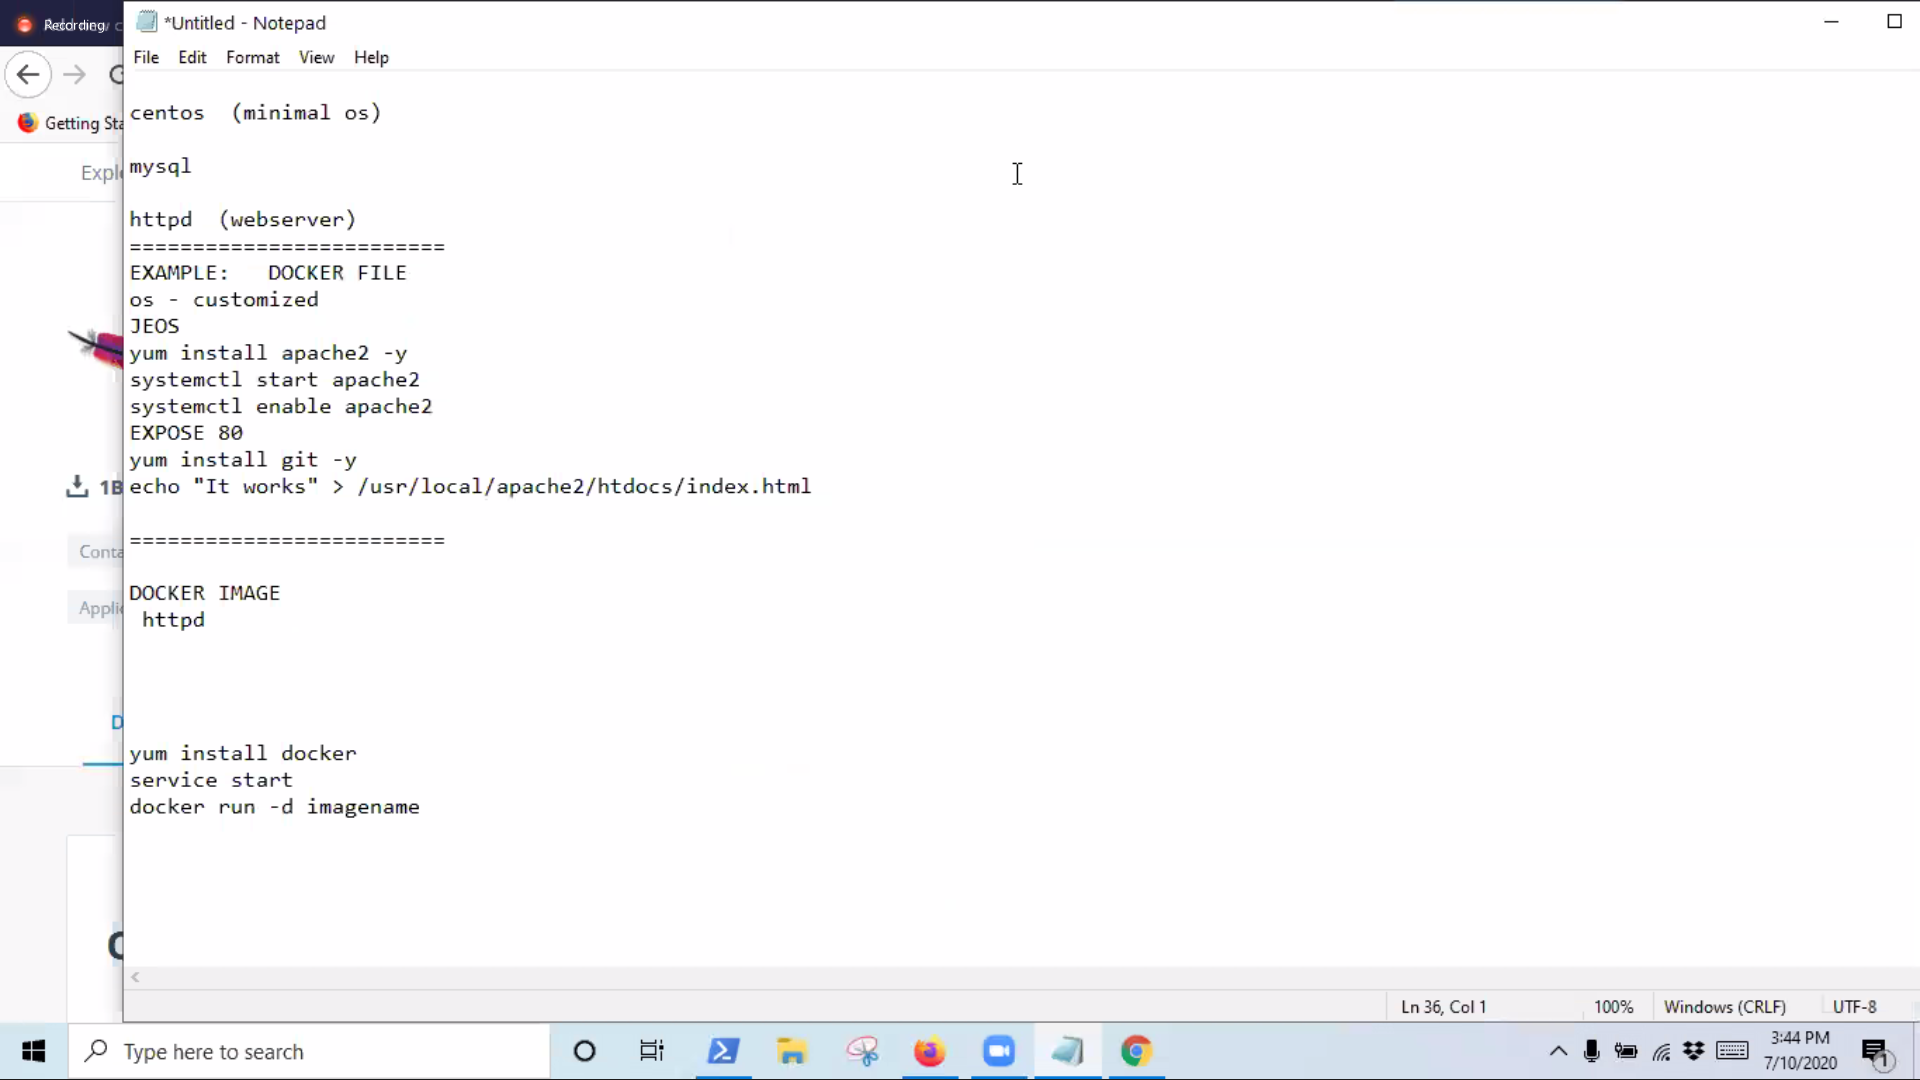 Recording
*Untitled - Notepad
File Edit Format View Help
Getting Sta
Explo
centos  (minimal os)
mysql
httpd  (webserver)
=========================
EXAMPLE:   DOCKER FILE
os - customized
JEOS
yum install apache2 -y
systemctl start apache2
systemctl enable apache2
EXPOSE 80
yum install git -y
1B
echo "It works" > /usr/local/apache2/htdocs/index.html
=========================
Conta
DOCKER IMAGE
Applic
 httpd
D
yum install docker
service start
docker run -d imagename
Ln 36, Col 1 100% Windows (CRLF) UTF-8
Type here to search
3:44 PM
7/10/2020
1